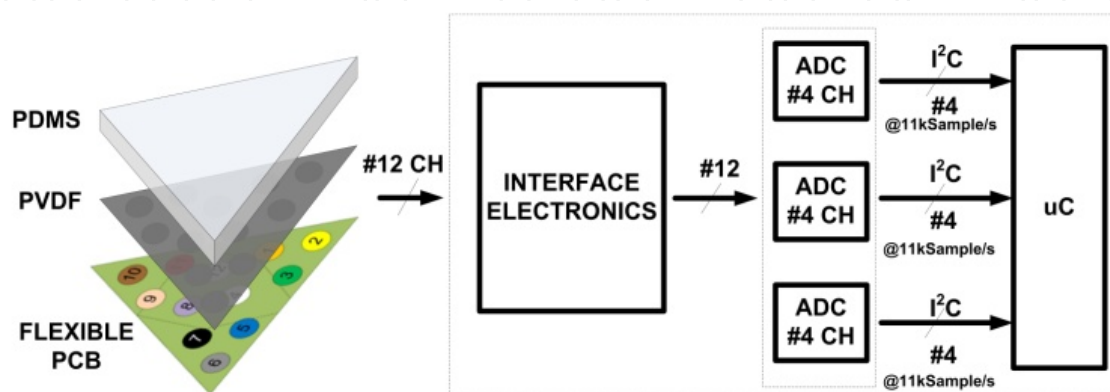 PDMS
PVDF
FLEXIBLE
PCB
10
9
8
7
6
5
3
2
#12 CH
INTERFACE
ELECTRONICS
#12
ADC
#4 CH
I²C
#4
@11kSample/s
ADC
#4 CH
I²C
#4
@11kSample/s
ADC
#4 CH
I²C
#4
@11kSample/s
uC